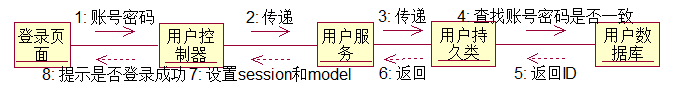 1: 账号密码
2: 传递
3: 传递
4: 查找账号密码是否一致
登录页
面
用户控
制器
用户服
务
用户持
久类
用户数
据库
8: 提示是否登录成功
7: 设置session和model
6: 返回
5: 返回ID